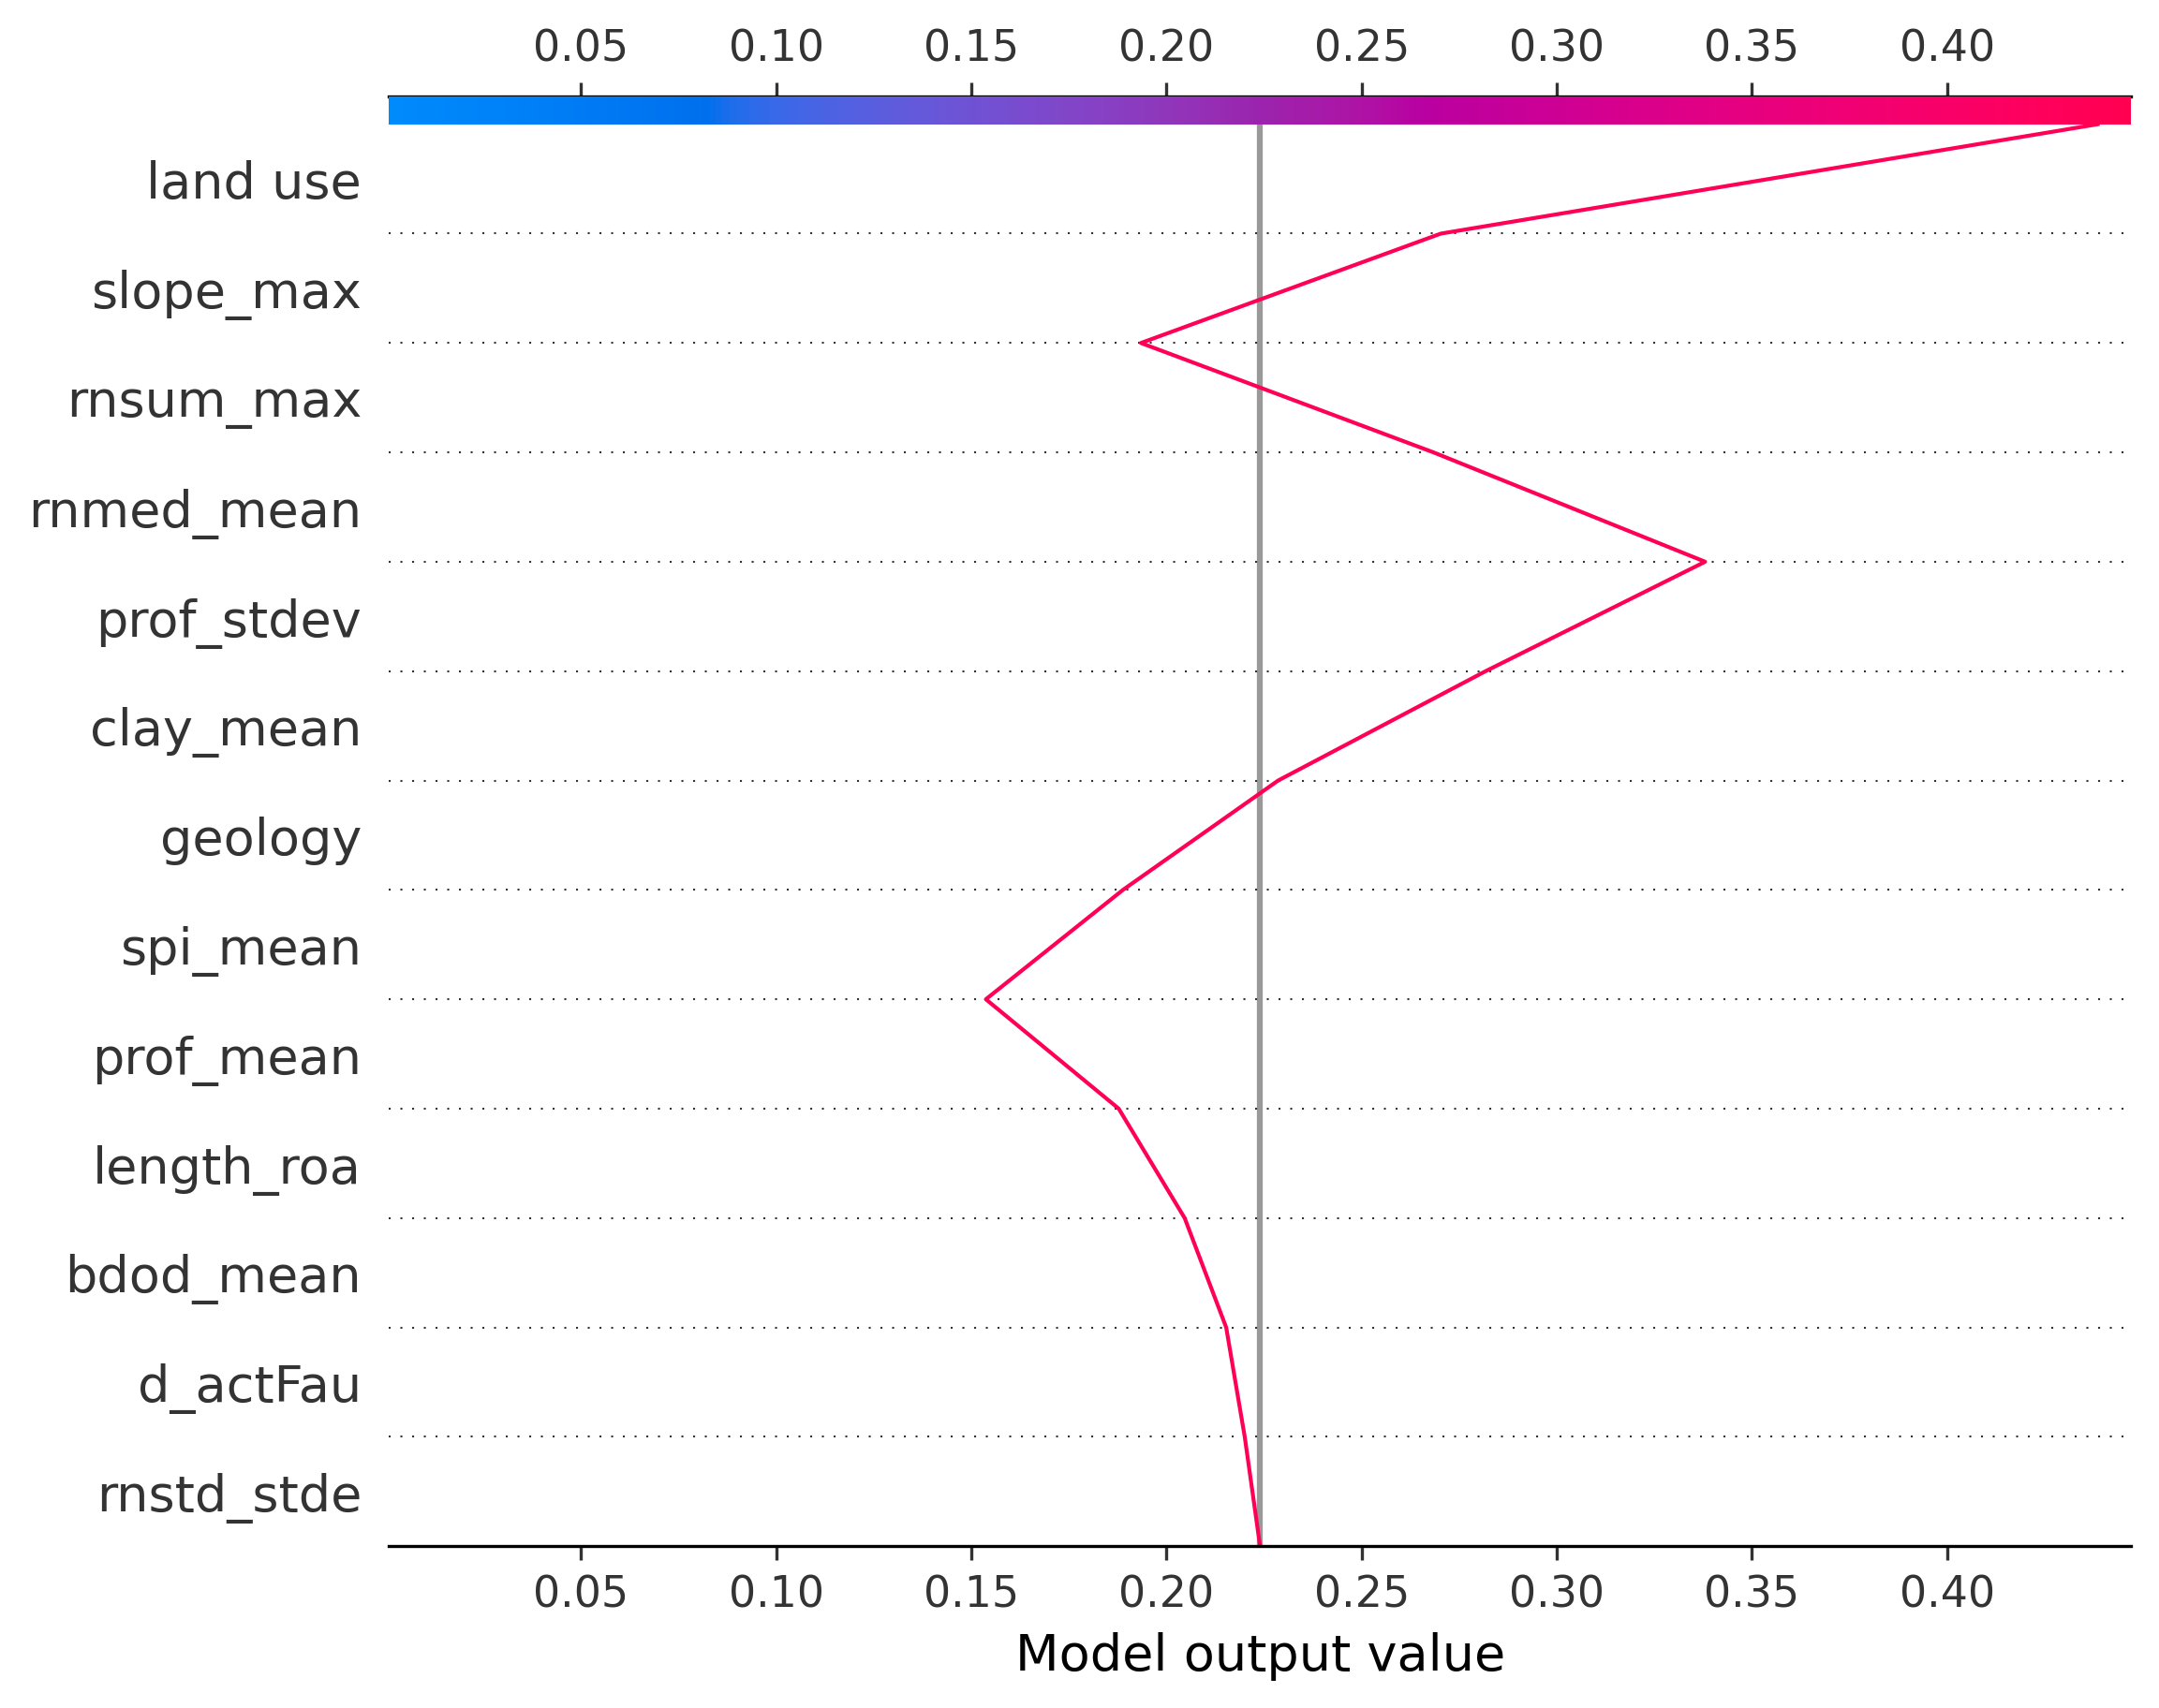 0.05 0.10 0.15 0.20 0.25 0.30 0.35 0.40
land use
slope_max
rnsum_max
rnmed_mean
prof_stdev
clay_mean
geology
spi_mean
prof_mean
length_roa
bdod_mean
d_actFau
rnstd_stde
0.05 0.10 0.15 0.20 0.25 0.30 0.35 0.40
Model output value